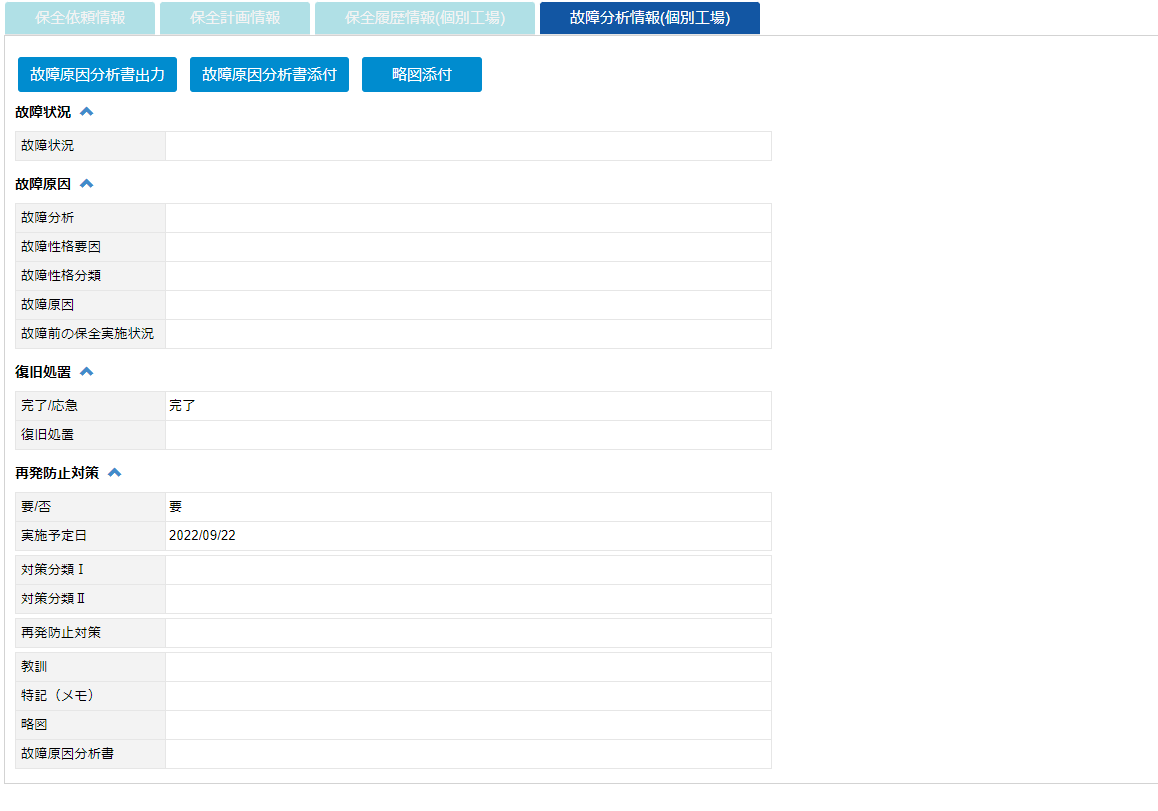 保全依頼情報 保全計画情報 保全履歴情報(個別工場) 故障分析情報(個別工場)
故障原因分析書出力 故障原因分析書添付 略図添付
故障状況
故障状況
故障原因
故障分析
故障性格要因
故障性格分類
故障原因
故障前の保全実施状況
復旧処置
完了/応急 完了
復旧処置
再発防止対策
要/否 要
実施予定日 2022/09/22
対策分類Ⅰ
対策分類Ⅱ
再発防止対策
教訓
特記（メモ）
略図
故障原因分析書